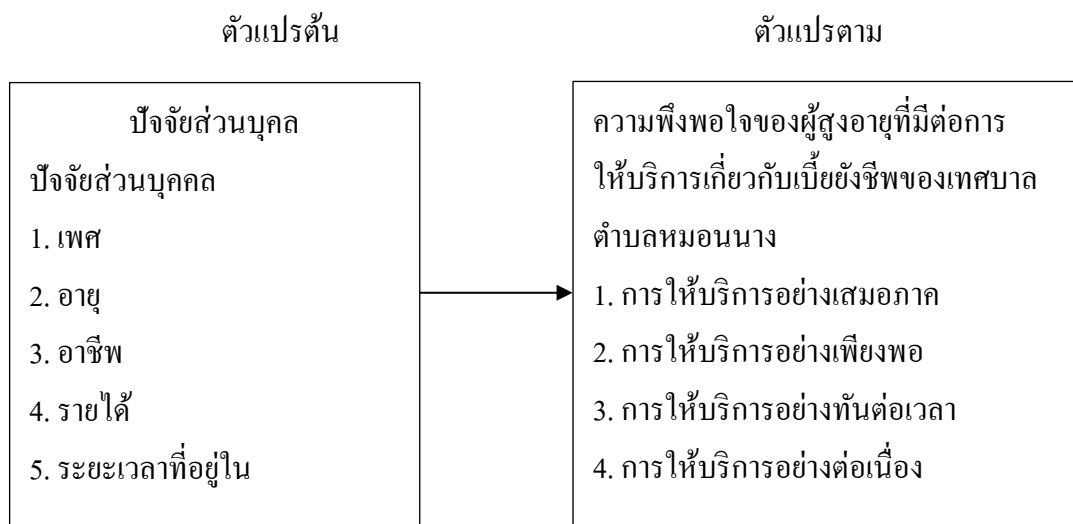 ตัวแปรต้น
ตัวแปรตาม
ปัจจัยส่วนบุคล
ปัจจัยส่วนบุคคล
1. เพศ
2. อายุ
3. อาชีพ
4. รายได้
5. ระยะเวลาที่อยู่ใน
ความพึงพอใจของผู้สูงอายุที่มีต่อการ
ให้บริการเกี่ยวกับเบี้ยยังชีพของเทศบาล
ตำบลหมอนนาง
1. การให้บริการอย่างเสมอภาค
2. การให้บริการอย่างเพียงพอ
3. การให้บริการอย่างทันต่อเวลา
4. การให้บริการอย่างต่อเนื่อง